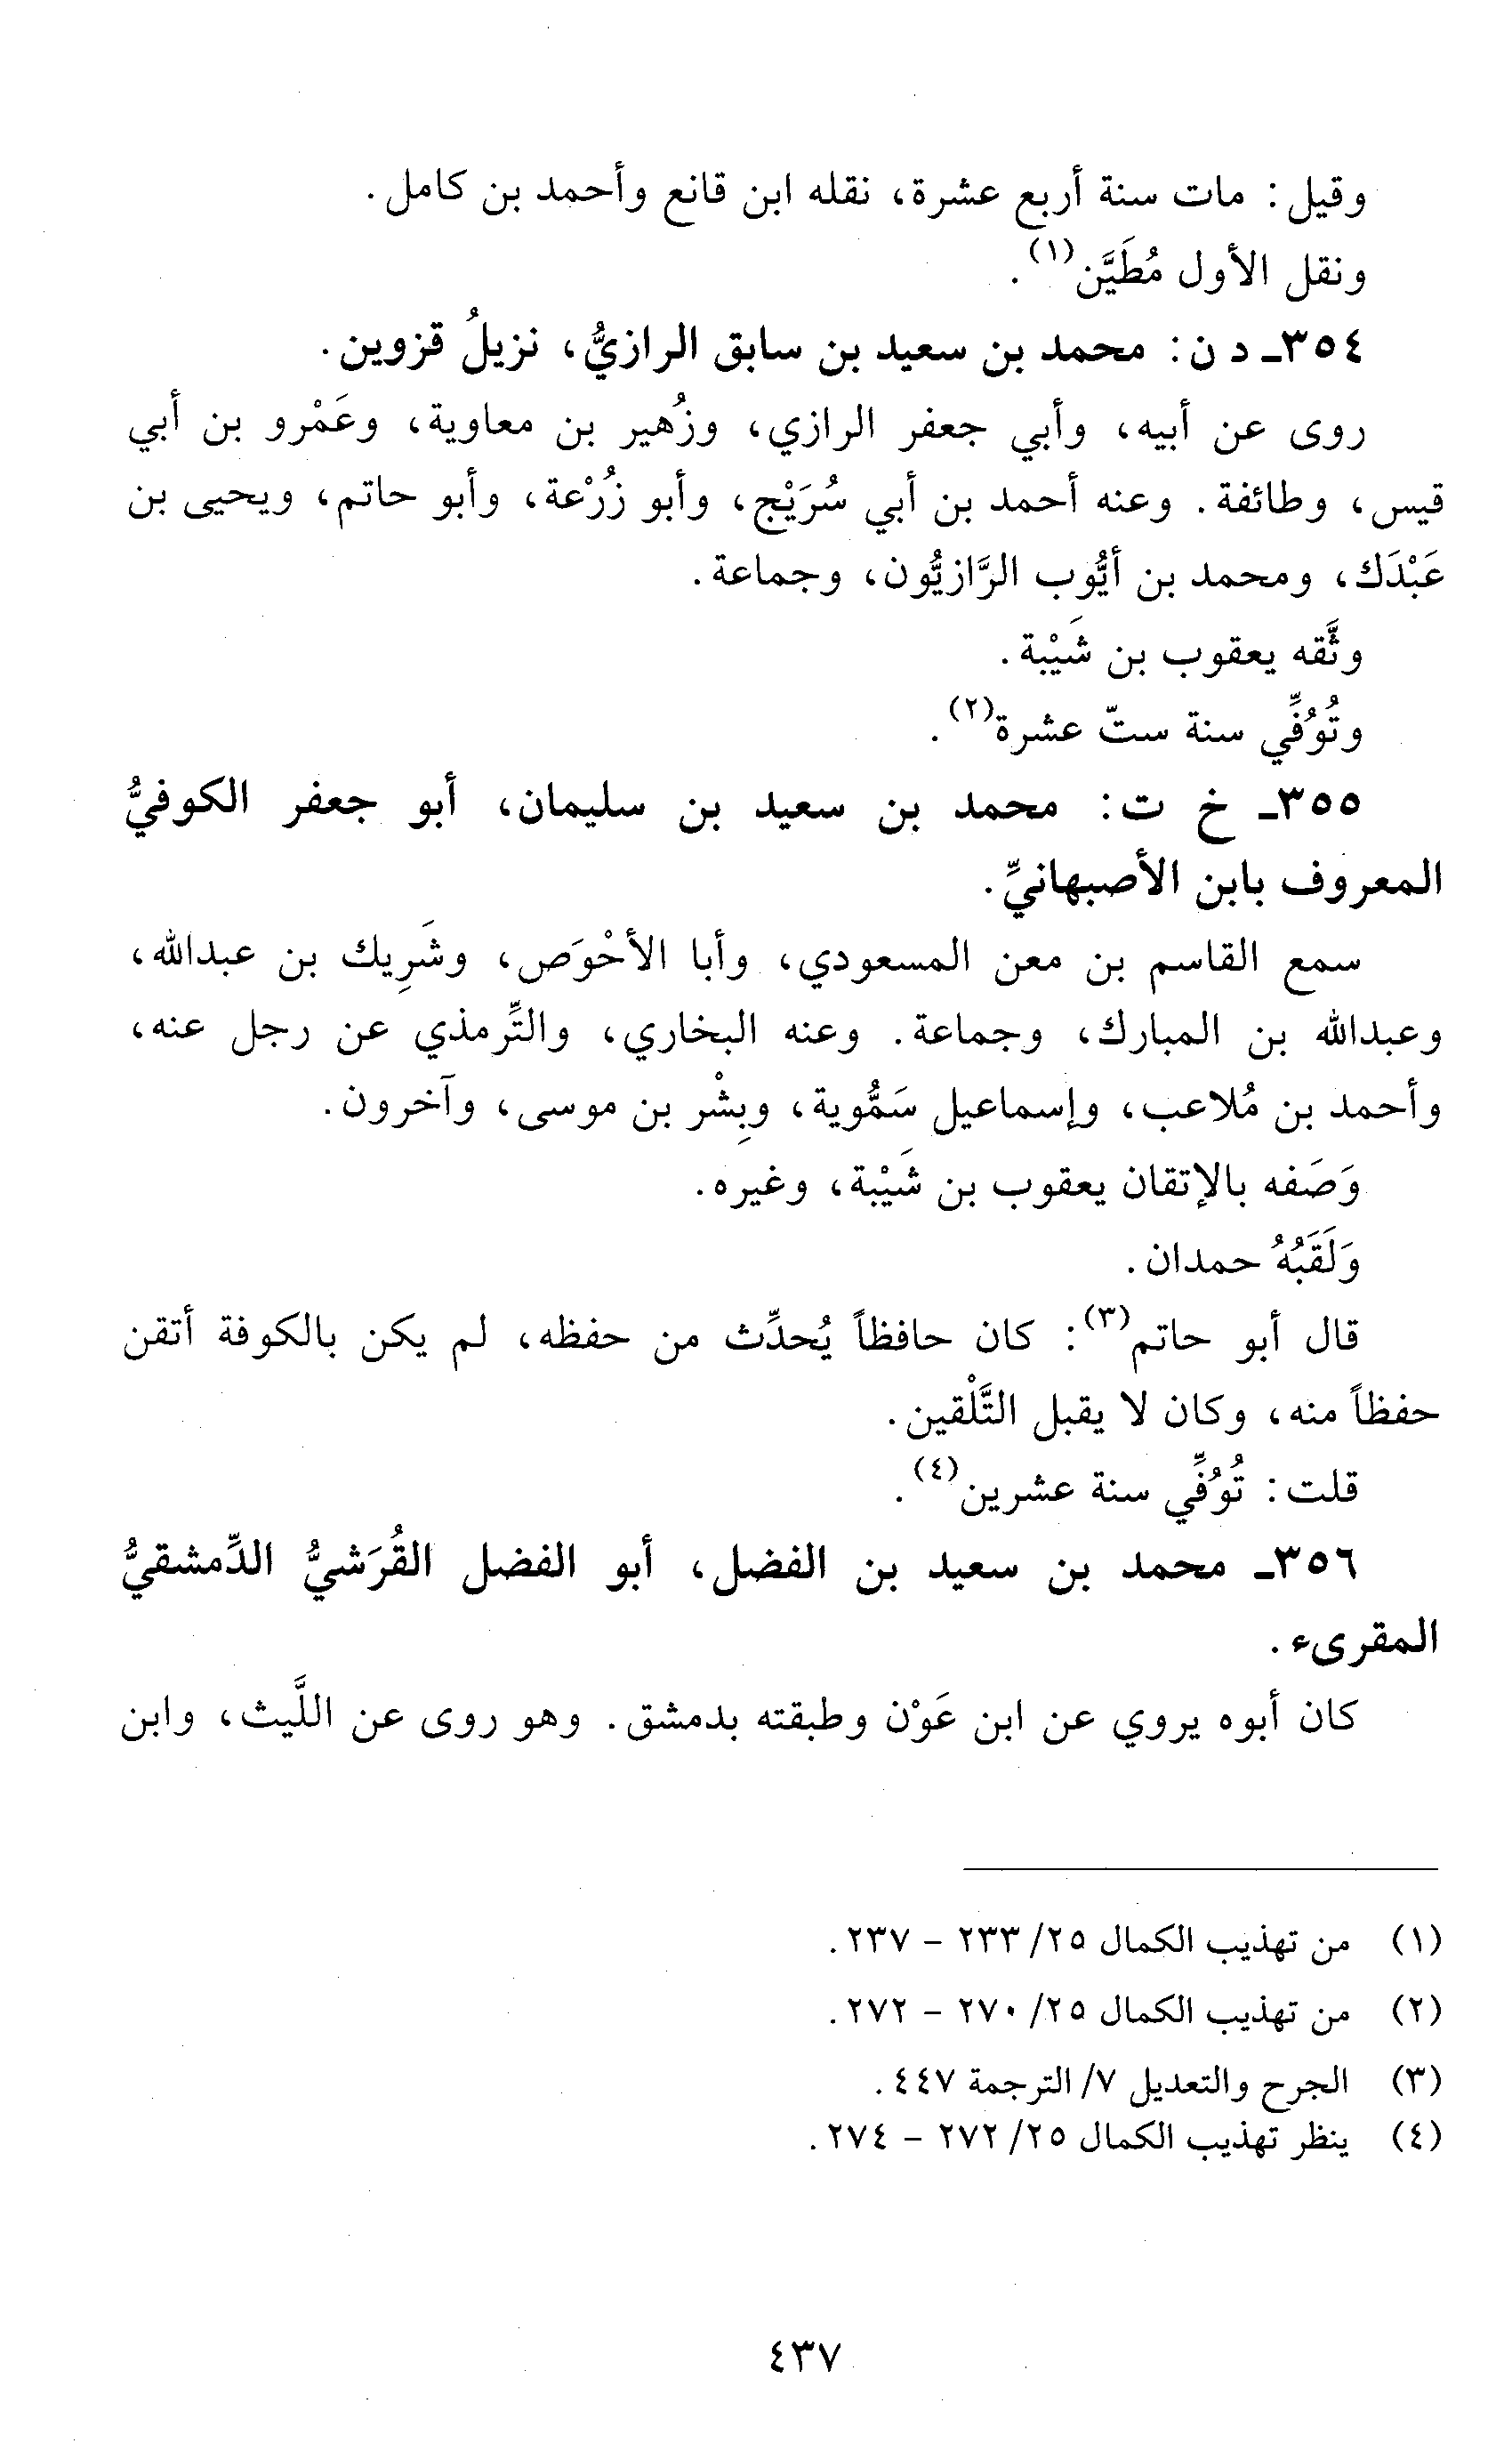 وقيل: مات سنة أربع عشرة، نقله ابن قانع وأحمد بن كامل.
ونقل الأول مُطَيَّن(١).
٣٥٤ـ د ن: محمد بن سعيد بن سابق الرازيُّ، نزيلُ قزوين.
روى عن أبيه، وأبي جعفر الرازي، وزُهير بن معاوية، وعَمْرو بن أبي
قيس، وطائفة. وعنه أحمد بن أبي سُرَيْج، وأبو زُرْعة، وأبو حاتم، ويحيى بن
عَبْدَك، ومحمد بن أيُّوب الرَّازيُّون، وجماعة.
وثَّقه يعقوب بن شَيْبة.
وتُوُفِّي سنة ستّ عشرة(٢).
٣٥٥ـ خ ت: محمد بن سعيد بن سليمان، أبو جعفر الكوفيُّ
المعروف بابن الأصبهانيِّ.
سمع القاسم بن معن المسعودي، وأبا الأحْوَص، وشَرِيك بن عبدالله،
وعبدالله بن المبارك، وجماعة. وعنه البخاري، والتِّرمذي عن رجل عنه،
وأحمد بن مُلاعب، وإسماعيل سَمُّوية، وبِشْر بن موسى، وآخرون.
وَصَفه بالإتقان يعقوب بن شَيْبة، وغيره.
وَلَقَبُهُ حمدان.
قال أبو حاتم(٣): كان حافظاً يُحدِّث من حفظه، لم يكن بالكوفة أتقن
حفظاً منه، وكان لا يقبل التَّلْقين.
قلت: تُوُفِّي سنة عشرين(٤).
٣٥٦ـ محمد بن سعيد بن الفضل، أبو الفضل القُرَشيُّ الدِّمشقيُّ
المقرىء.
كان أبوه يروي عن ابن عَوْن وطبقته بدمشق. وهو روى عن اللَّيث، وابن
(١) من تهذيب الكمال ٢٥/ ٢٣٣ - ٢٣٧.
(٢) من تهذيب الكمال ٢٥/ ٢٧٠ - ٢٧٢.
(٣) الجرح والتعديل ٧/ الترجمة ٤٤٧.
(٤) ينظر تهذيب الكمال ٢٥/ ٢٧٢ - ٢٧٤.
٤٣٧